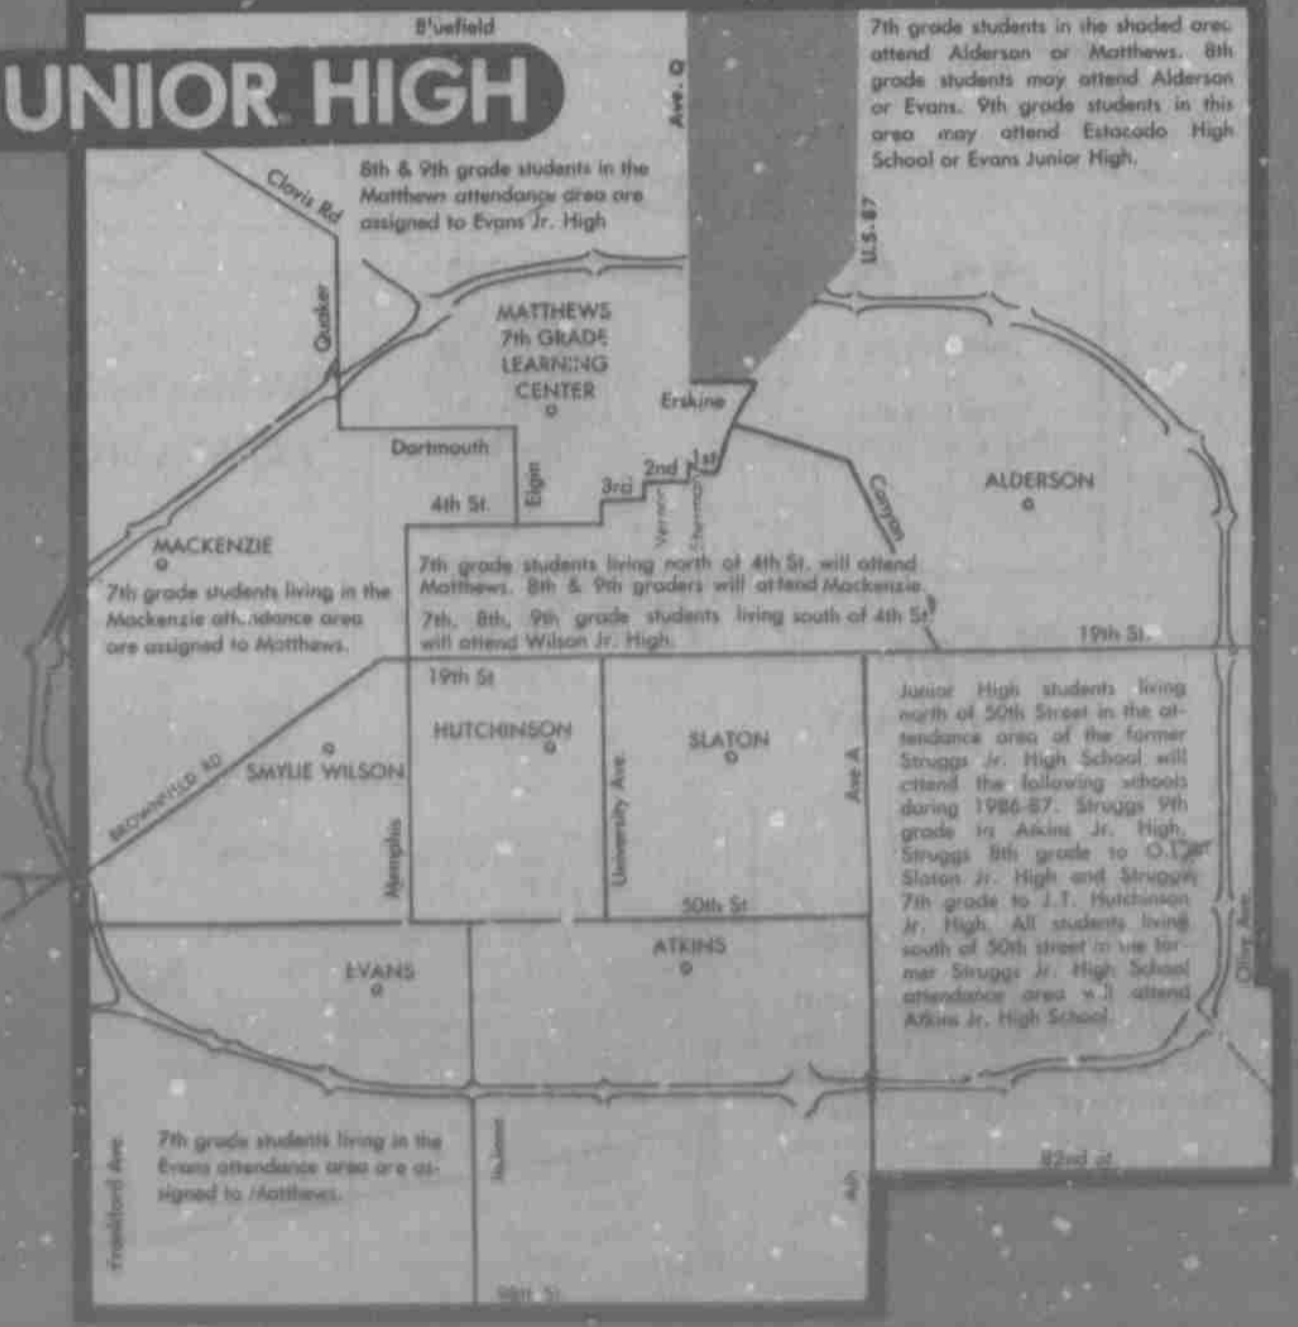 Bluefield
UNIOR HIGH
Ave. Q
7th grade students in the shaded area
attend Alderson or Matthews. 8th
grade students may attend Alderson
or Evans. 9th grade students in this
area may attend Estacado High
School or Evans Junior High.
8th & 9th grade students in the
Matthews attendance area are
assigned to Evans Jr. High
Clovis Rd
U.S. 87
Quaker
MATTHEWS
7th GRADE
LEARNING
CENTER
Erskine
Dartmouth
Elgin
1st
2nd
3rd
4th St.
Vernon
Sherman
Canyon
ALDERSON
MACKENZIE
7th grade students living in the
Mackenzie attendance area
are assigned to Matthews.
7th grade students living north of 4th St. will attend
Matthews. 8th & 9th graders will attend Mackenzie.
7th, 8th, 9th grade students living south of 4th St.
will attend Wilson Jr. High.
19th St.
19th St
HUTCHINSON
SLATON
SMYLIE WILSON
BROWNFIELD RD
Memphis
University Ave.
Ave A
50th St
Junior High students living
north of 50th Street in the at-
tendance area of the former
Struggs Jr. High School will
attend the following schools
during 1986-87. Struggs 9th
grade to Atkins Jr. High,
Struggs 8th grade to O.L.
Slaton Jr. High and Struggs
7th grade to J.T. Hutchinson
Jr. High. All students living
south of 50th street in the for-
mer Struggs Jr. High School
attendance area will attend
Atkins Jr. High School.
Olive Ave.
EVANS
ATKINS
Frankford Ave.
7th grade students living in the
Evans attendance area are as-
signed to Matthews.
Ash
82nd st.
98th St.